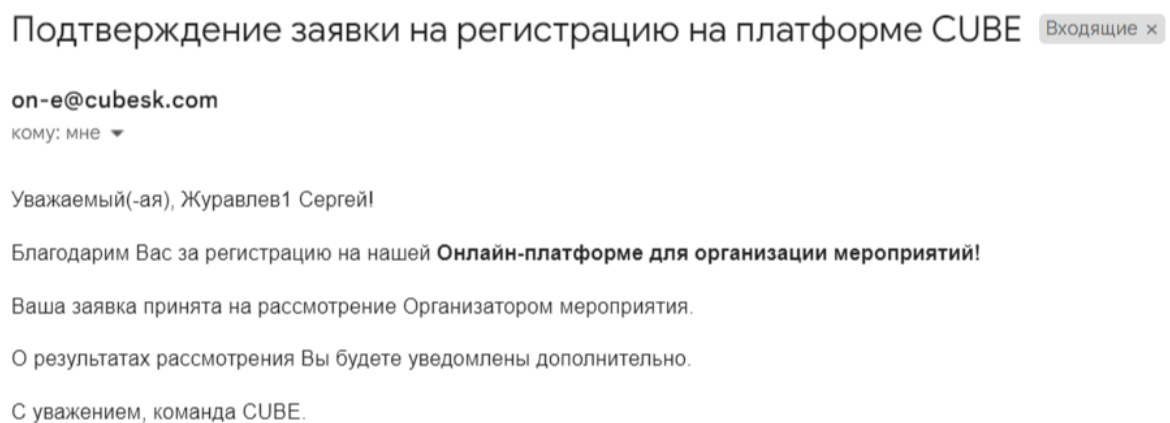 Подтверждение заявки на регистрацию на платформе CUBE Входящие ×
on-e@cubesk.com
кому: мне
Уважаемый(-ая), Журавлев1 Сергей!
Благодарим Вас за регистрацию на нашей Онлайн-платформе для организации мероприятий!
Ваша заявка принята на рассмотрение Организатором мероприятия.
О результатах рассмотрения Вы будете уведомлены дополнительно.
С уважением, команда CUBE.